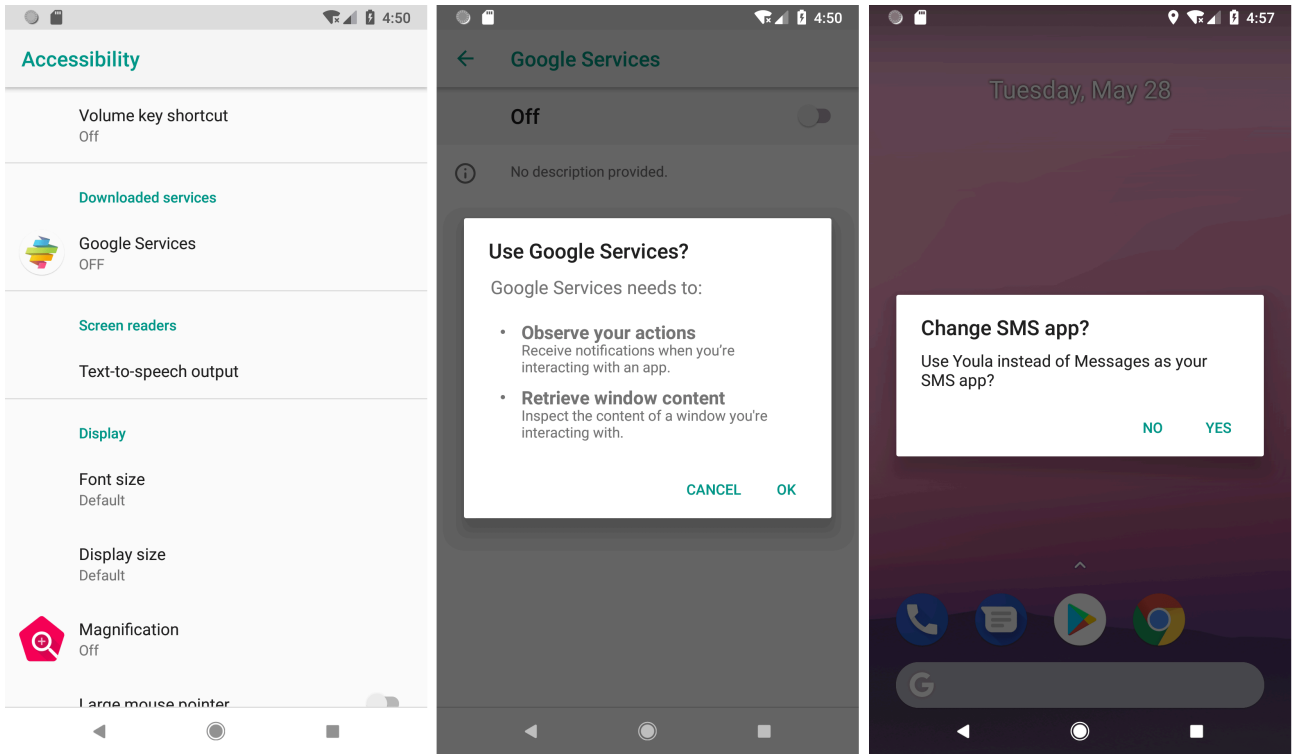 4:50
Accessibility
Volume key shortcut
Off
Downloaded services
Google Services
OFF
Screen readers
Text-to-speech output
Display
Font size
Default
Display size
Default
Magnification
Off
Large mouse pointer
4:50
Google Services
Off
No description provided.
Use Google Services?
Google Services needs to:
• Observe your actions
Receive notifications when you're
interacting with an app.
• Retrieve window content
Inspect the content of a window you're
interacting with.
CANCEL OK
4:57
Tuesday, May 28
Change SMS app?
Use Youla instead of Messages as your
SMS app?
NO YES
G